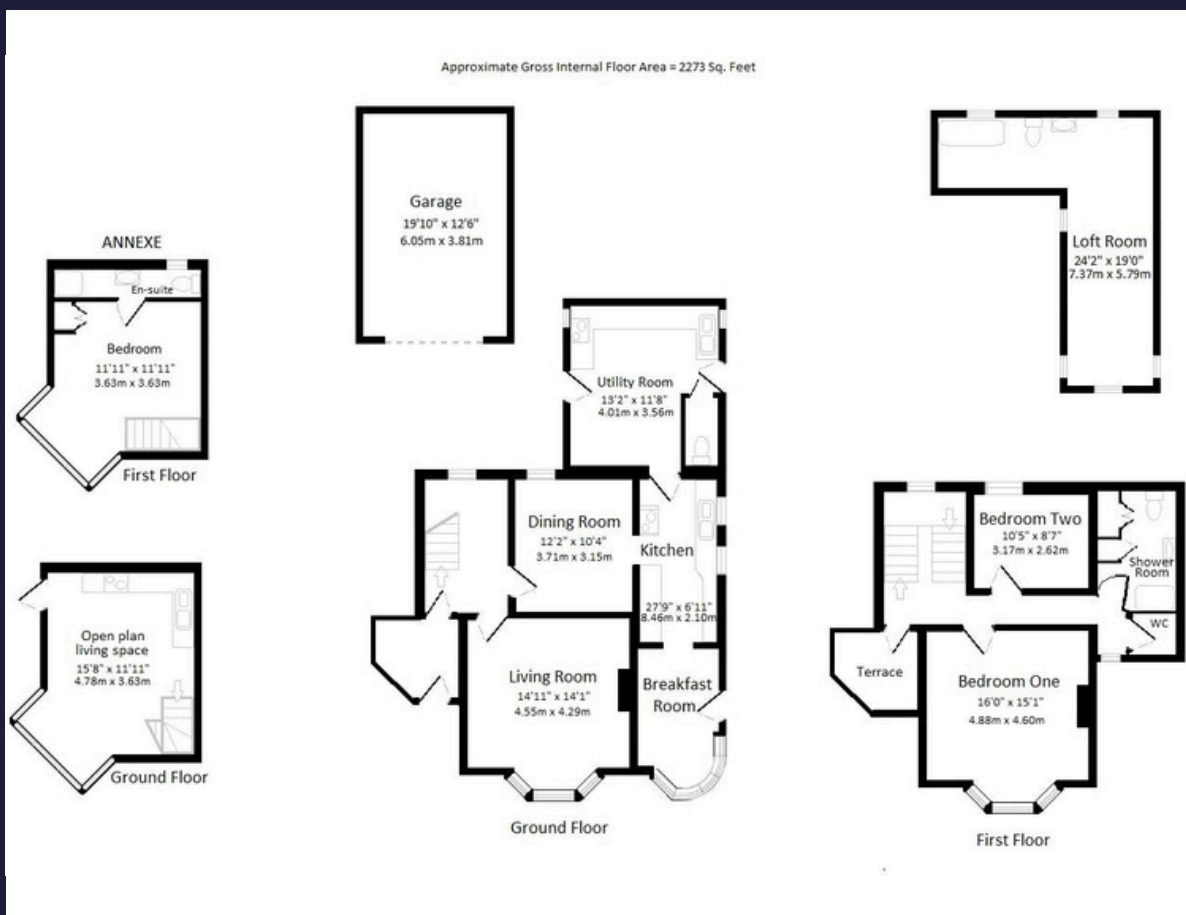 Approximate Gross Internal Floor Area = 2273 Sq. Feet
Garage
19'10" x 12'6"
6.05m x 3.81m
ANNEXE
En-suite
Bedroom
11'11" x 11'11"
3.63m x 3.63m
First Floor
Open plan
living space
15'8" x 11'11"
4.78m x 3.63m
Ground Floor
Utility Room
13'2" x 11'8"
4.01m x 3.56m
Dining Room
12'2" x 10'4"
3.71m x 3.15m
Kitchen
27'9" x 6'11"
8.46m x 2.10m
Living Room
14'11" x 14'1"
4.55m x 4.29m
Breakfast
Room
Ground Floor
Loft Room
24'2" x 19'0"
7.37m x 5.79m
Bedroom Two
10'5" x 8'7"
3.17m x 2.62m
Shower
Room
WC
Terrace
Bedroom One
16'0" x 15'1"
4.88m x 4.60m
First Floor